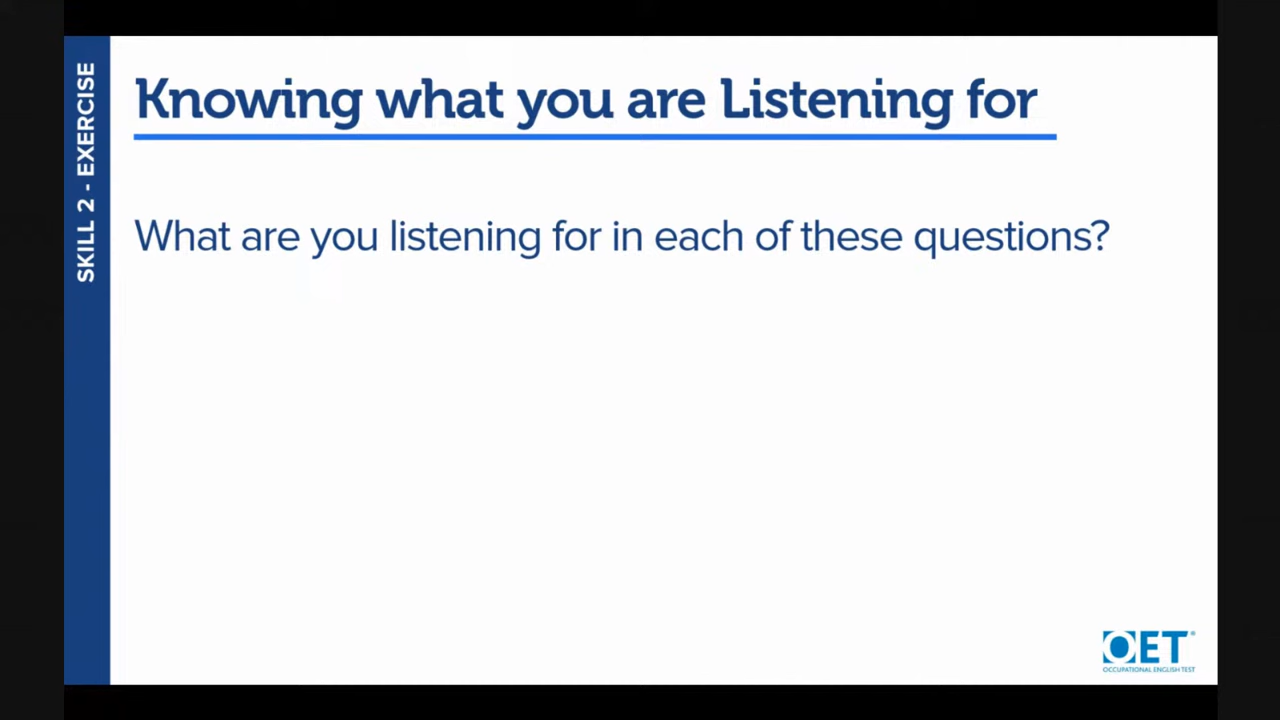 SKILL 2 - EXERCISE
Knowing what you are Listening for
What are you listening for in each of these questions?
OET®
OCCUPATIONAL ENGLISH TEST